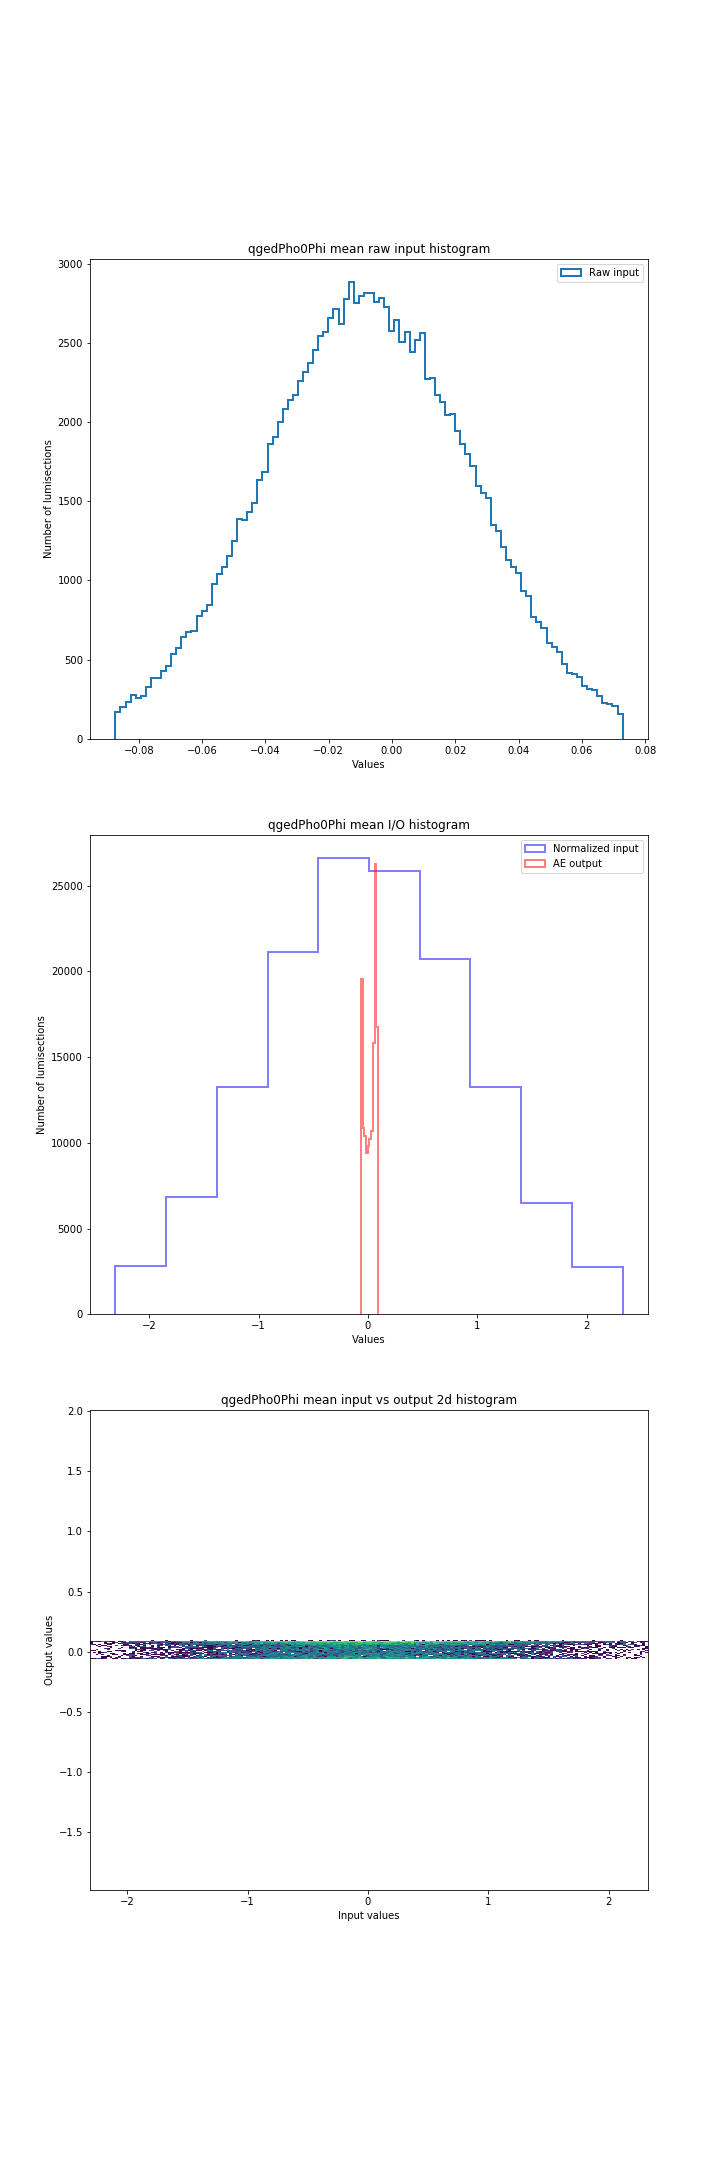 qgedPho0Phi mean raw input histogram
3000
2500
2000
1500
1000
500
0
Number of lumisections
Raw input
−0.08 −0.06 −0.04 −0.02 0.00 0.02 0.04 0.06 0.08
Values
qgedPho0Phi mean I/O histogram
25000
20000
15000
10000
5000
0
Number of lumisections
Normalized input
AE output
−2 −1 0 1 2
Values
qgedPho0Phi mean input vs output 2d histogram
2.0
1.5
1.0
0.5
0.0
−0.5
−1.0
−1.5
Output values
−2 −1 0 1 2
Input values